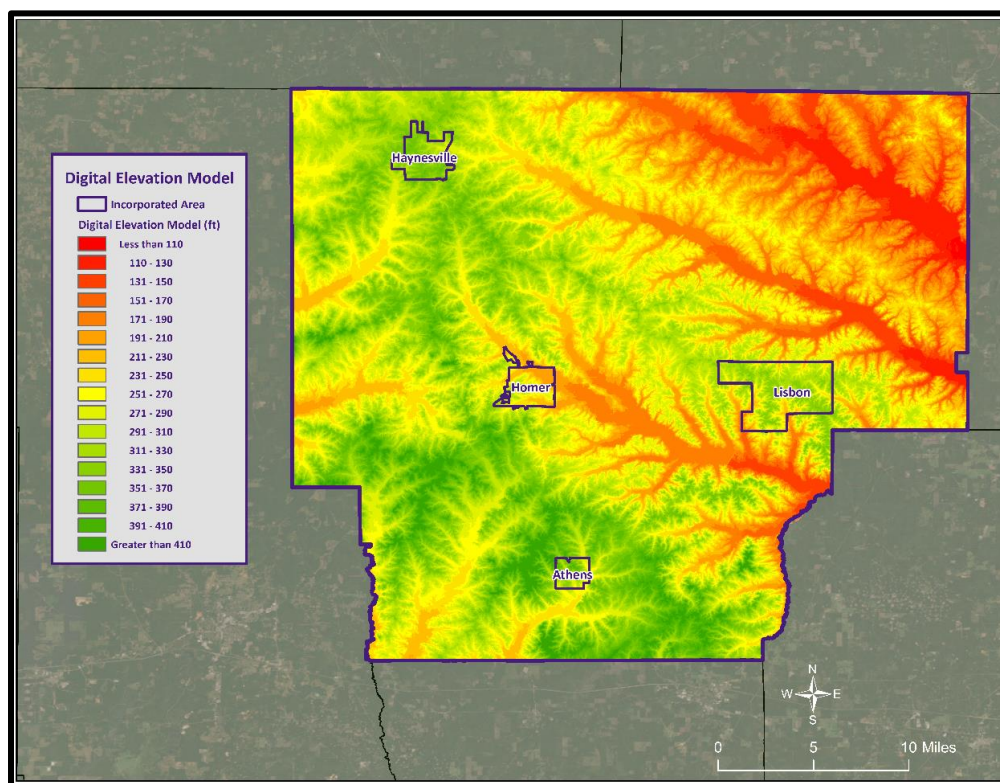 Digital Elevation Model
Incorporated Area
Digital Elevation Model (ft)
Less than 110
110 - 130
131 - 150
151 - 170
171 - 190
191 - 210
211 - 230
231 - 250
251 - 270
271 - 290
291 - 310
311 - 330
331 - 350
351 - 370
371 - 390
391 - 410
Greater than 410
Haynesville
Homer
Lisbon
Athens
N
W E
S
0 5 10 Miles